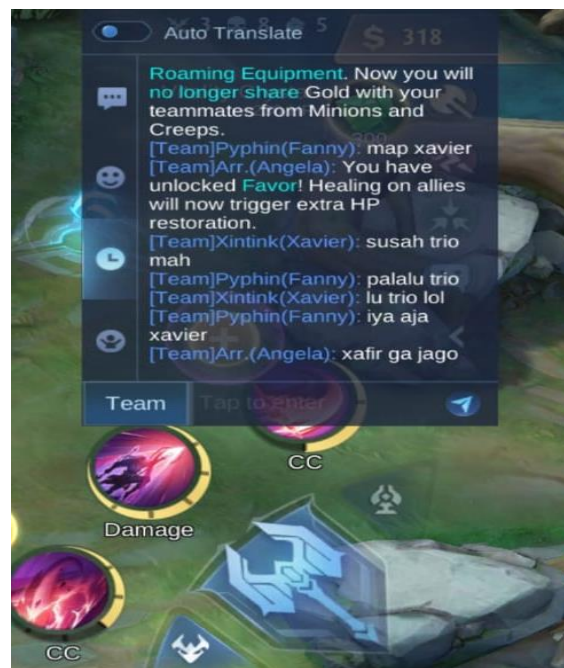 3 8 5
Auto Translate
$ 318
Roaming Equipment. Now you will
no longer share Gold with your
teammates from Minions and
Creeps.
[Team]Pyphin(Fanny): map xavier
[Team]Arr.(Angela): You have
unlocked Favor! Healing on allies
will now trigger extra HP
restoration.
[Team]Xintink(Xavier): susah trio
mah
[Team]Pyphin(Fanny): palalu trio
[Team]Xintink(Xavier): lu trio lol
[Team]Pyphin(Fanny): iya aja
xavier
[Team]Arr.(Angela): xafir ga jago
Team
Tap to enter
CC
Damage
CC